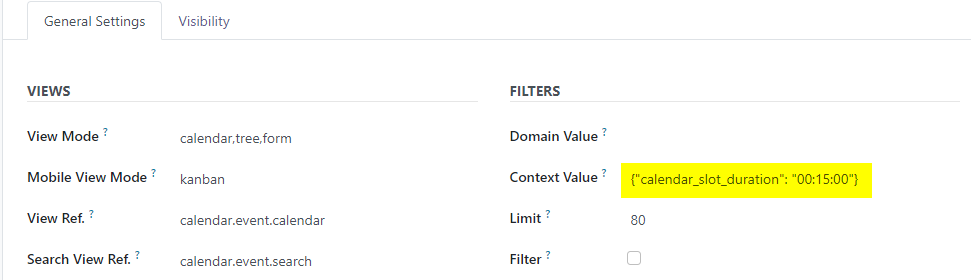 General Settings Visibility
VIEWS FILTERS
View Mode ? calendar,tree,form Domain Value ?
Mobile View Mode ? kanban Context Value ? {"calendar_slot_duration": "00:15:00"}
View Ref. ? calendar.event.calendar Limit ? 80
Search View Ref. ? calendar.event.search Filter ?